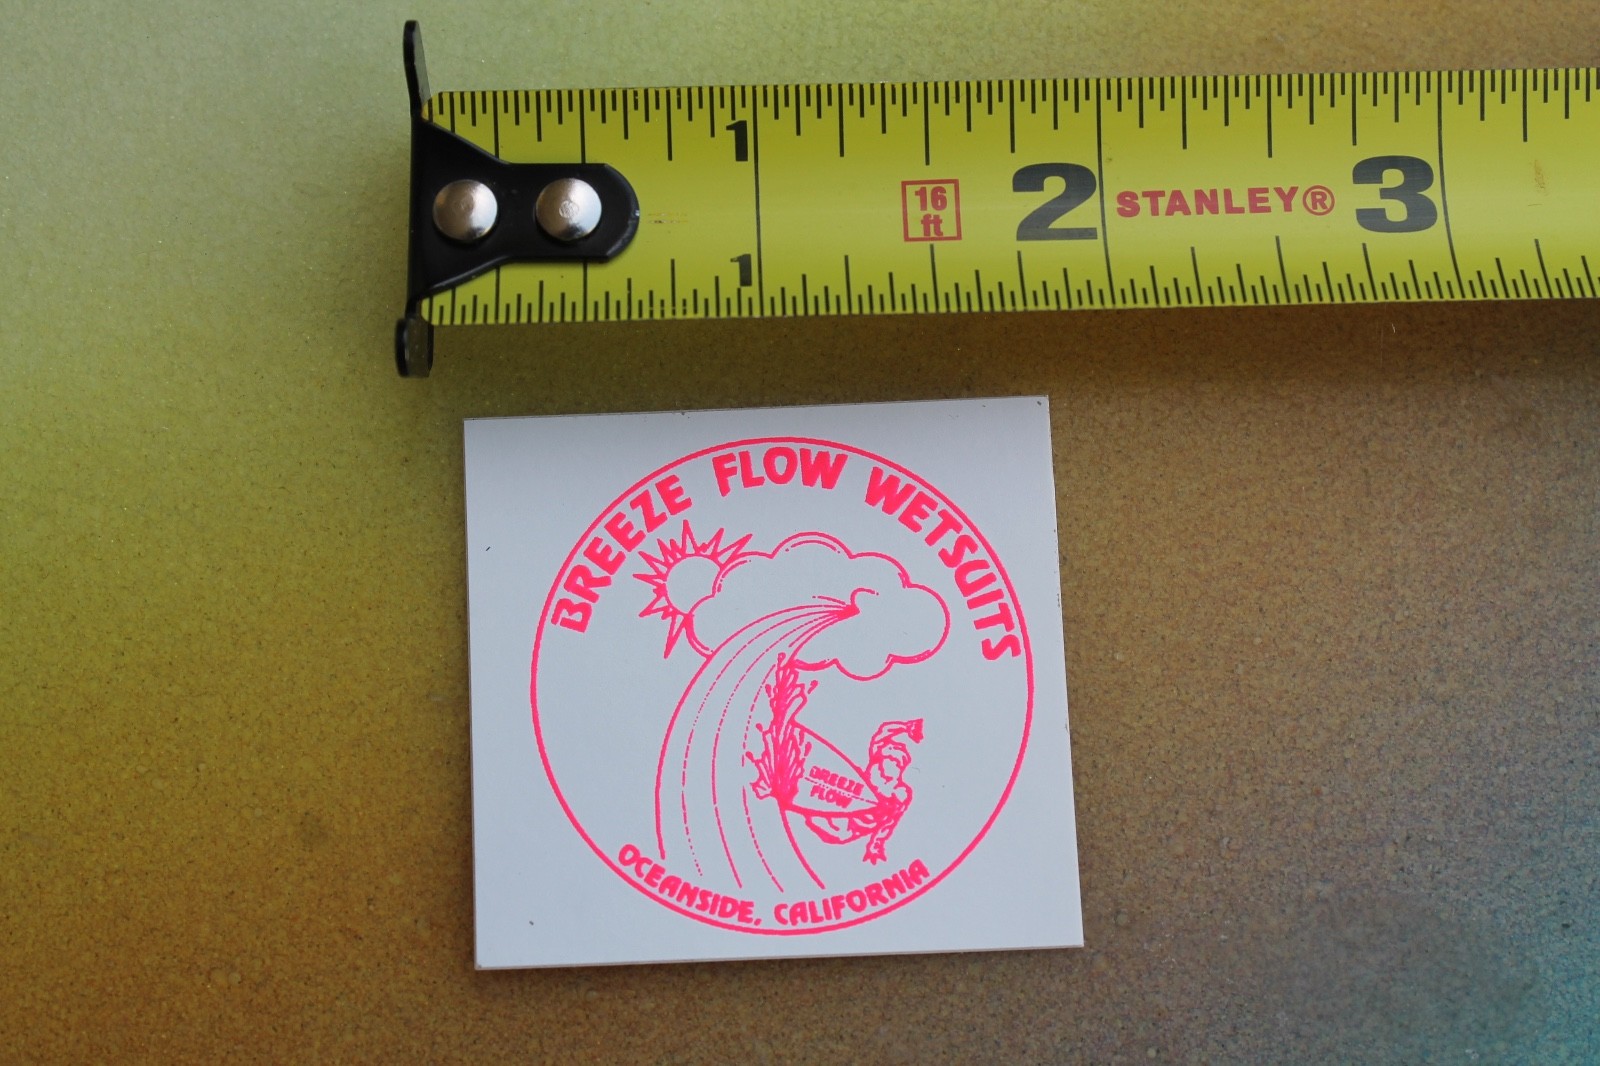 1
16
ft
2
STANLEY®
3
1
BREEZE FLOW WETSUITS
BREEZE
FLOW
OCEANSIDE, CALIFORNIA